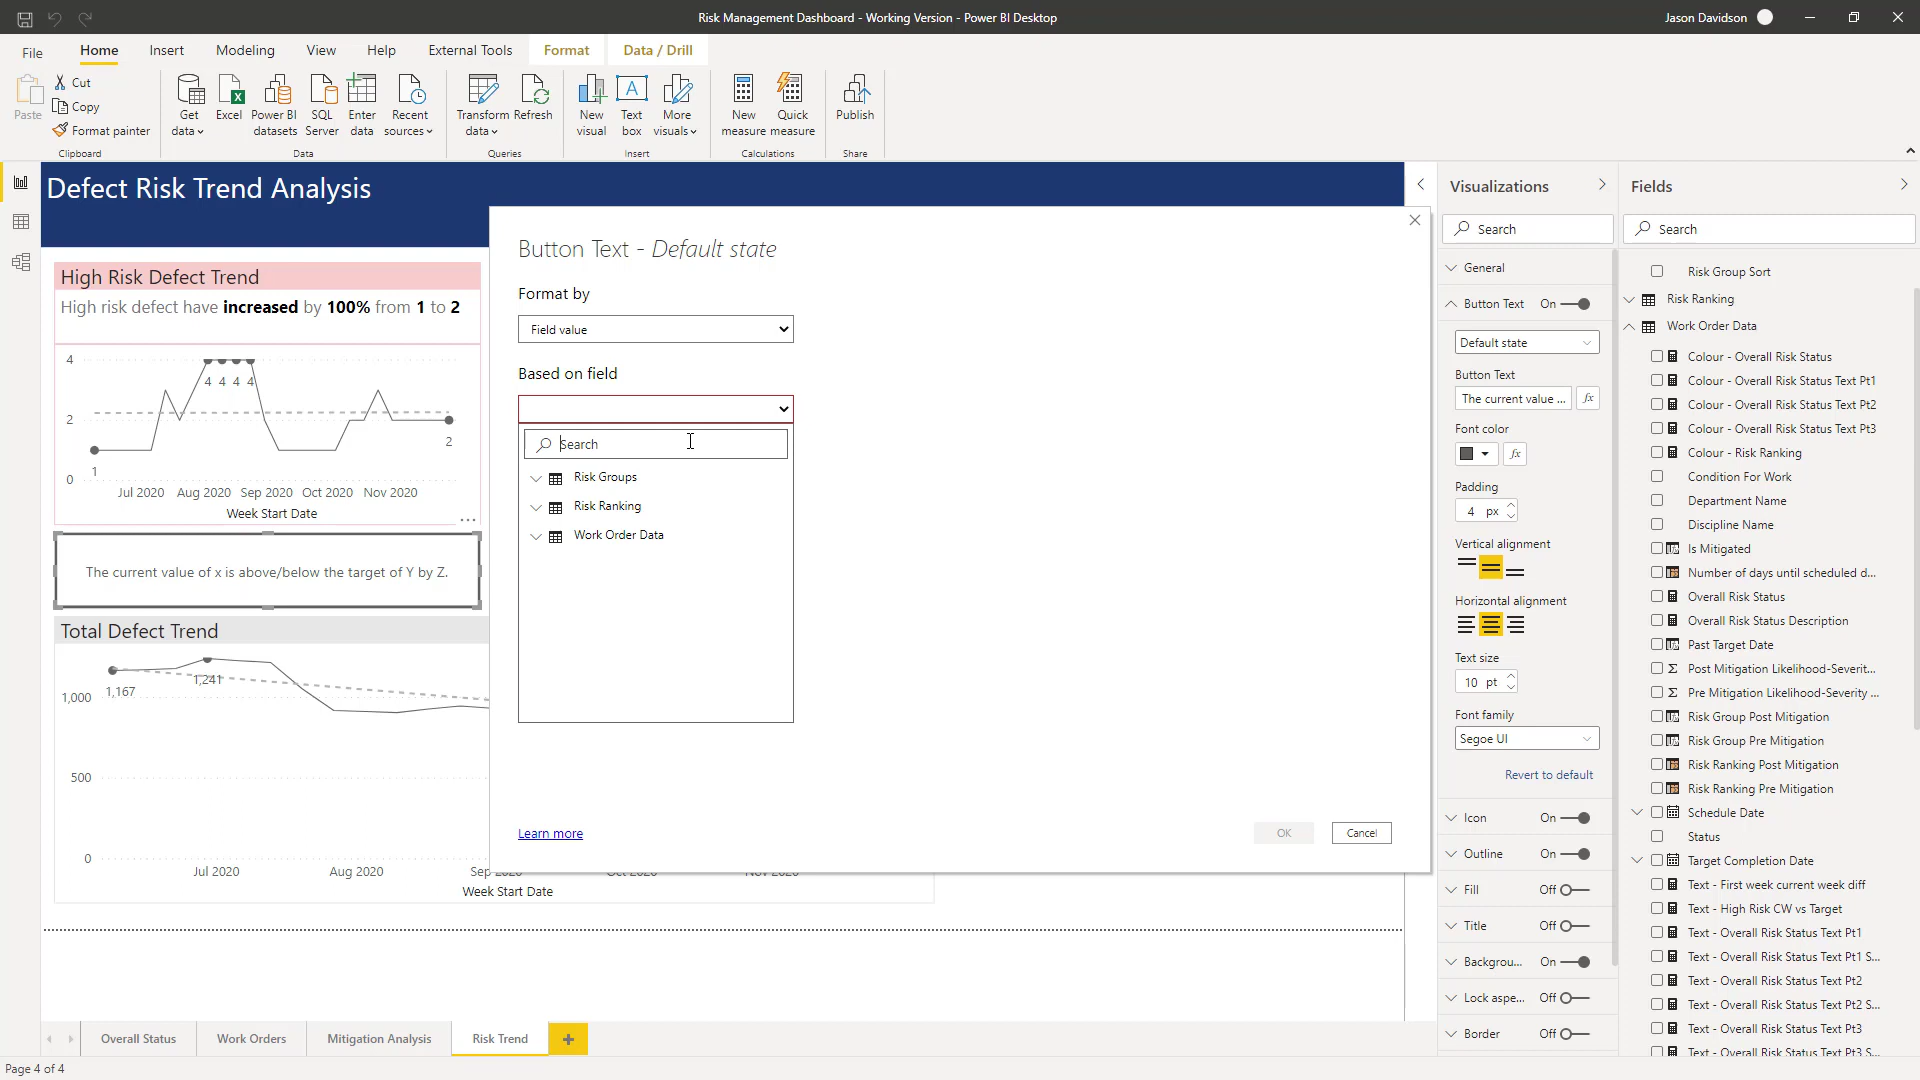 Risk Management Dashboard - Working Version - Power BI Desktop
Jason Davidson
File
Home
Insert
Modeling
View
Help
External Tools
Format
Data / Drill
Paste
Cut
Copy
Format painter
Clipboard
Get data
Excel
Power BI datasets
SQL Server
Enter data
Recent sources
Data
Transform data
Refresh
Queries
New visual
Text box
More visuals
Insert
New measure
Quick measure
Calculations
Publish
Share
Defect Risk Trend Analysis
High Risk Defect Trend
High risk defect have increased by 100% from 1 to 2
4
2
0
1
4 4 4 4
2
Jul 2020 Aug 2020 Sep 2020 Oct 2020 Nov 2020
Week Start Date
The current value of x is above/below the target of Y by Z.
Total Defect Trend
1,000
500
0
1,167
1,241
Jul 2020 Aug 2020
Week Start Date
Button Text - Default state
Format by
Field value
Based on field
Search
Risk Groups
Risk Ranking
Work Order Data
Learn more
OK
Cancel
Visualizations
Search
General
Button Text On
Default state
Button Text
The current value ...
fx
Font color
fx
Padding
4 px
Vertical alignment
Horizontal alignment
Text size
10 pt
Font family
Segoe UI
Revert to default
Icon On
Outline On
Fill Off
Title Off
Backgrou... On
Lock aspe... Off
Border Off
Fields
Search
Risk Group Sort
Risk Ranking
Work Order Data
Colour - Overall Risk Status
Colour - Overall Risk Status Text Pt1
Colour - Overall Risk Status Text Pt2
Colour - Overall Risk Status Text Pt3
Colour - Risk Ranking
Condition For Work
Department Name
Discipline Name
Is Mitigated
Number of days until scheduled d...
Overall Risk Status
Overall Risk Status Description
Past Target Date
Post Mitigation Likelihood-Severit...
Pre Mitigation Likelihood-Severity ...
Risk Group Post Mitigation
Risk Group Pre Mitigation
Risk Ranking Post Mitigation
Risk Ranking Pre Mitigation
Schedule Date
Status
Target Completion Date
Text - First week current week diff
Text - High Risk CW vs Target
Text - Overall Risk Status Text Pt1
Text - Overall Risk Status Text Pt1 S...
Text - Overall Risk Status Text Pt2
Text - Overall Risk Status Text Pt2 S...
Text - Overall Risk Status Text Pt3
Text - Overall Risk Status Text Pt3 S...
Overall Status
Work Orders
Mitigation Analysis
Risk Trend
Page 4 of 4